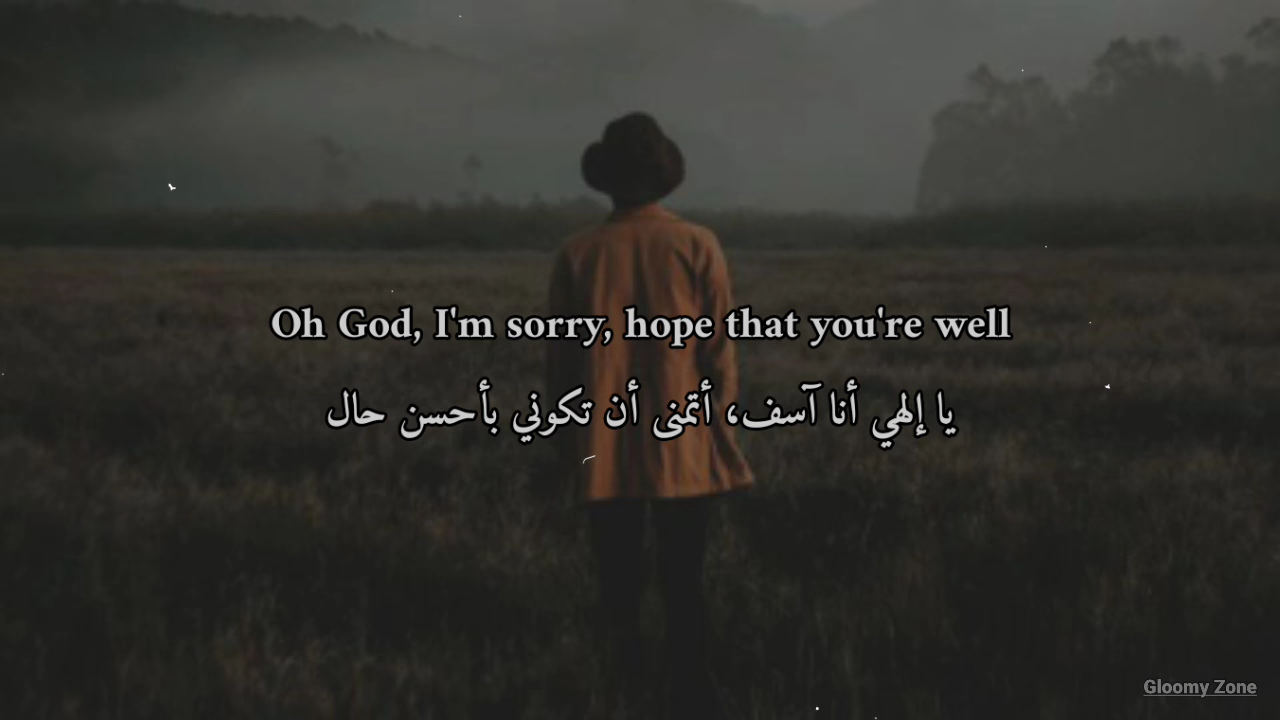 Oh God, I'm sorry, hope that you're well
يا إلهي أنا آسف، أتمنى أن تكوني بأحسن حال
Gloomy Zone